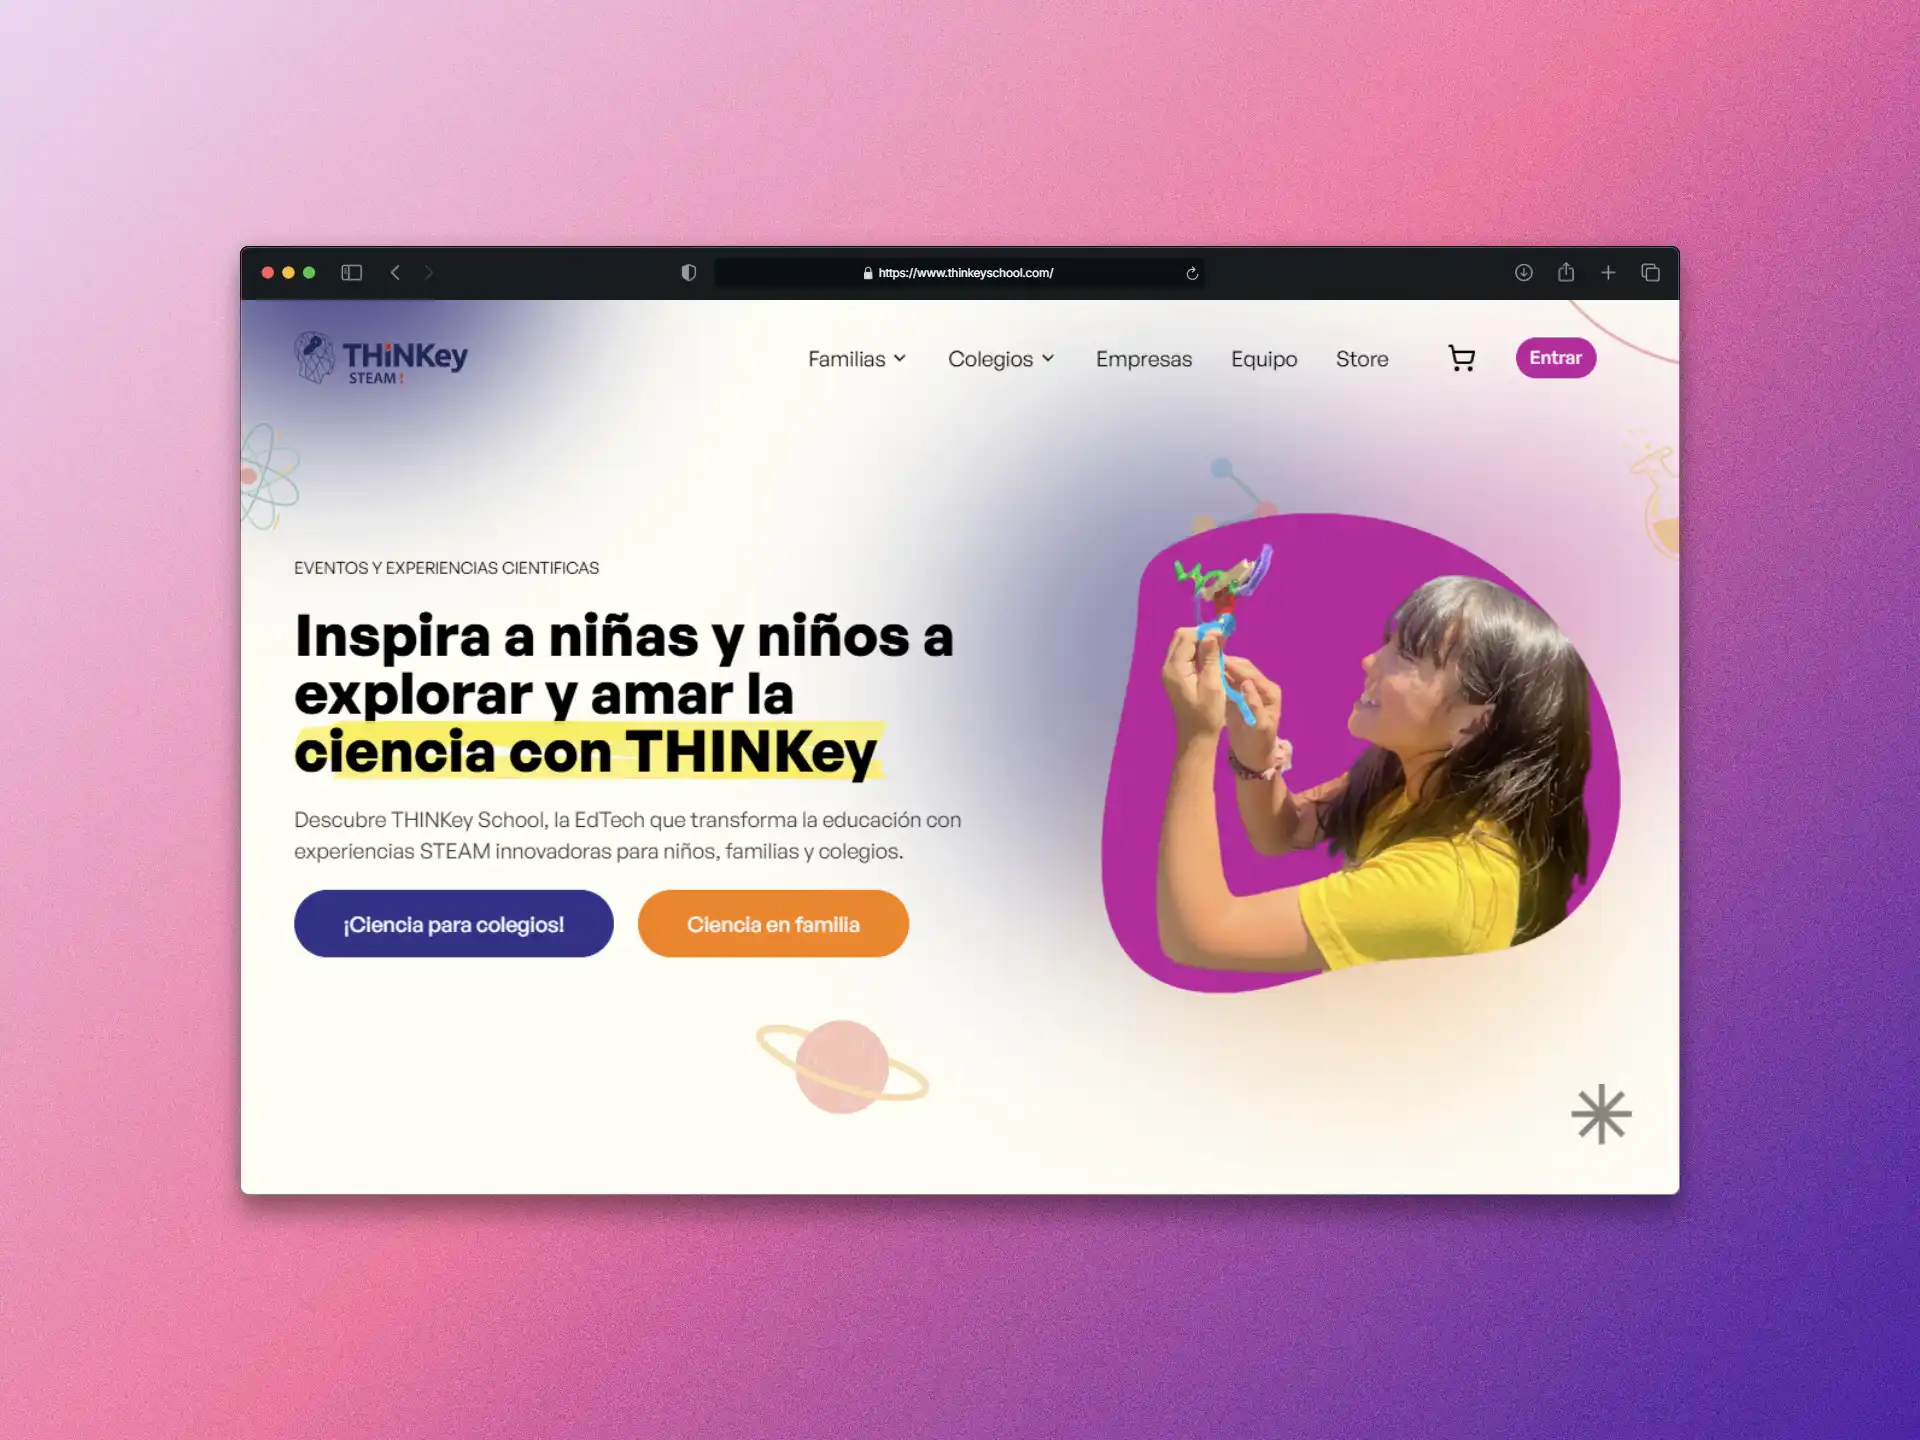 https://www.thinkeyschool.com/
THiNKey
STEAM!
Familias
Colegios
Empresas
Equipo
Store
Entrar
EVENTOS Y EXPERIENCIAS CIENTIFICAS
Inspira a niñas y niños a
explorar y amar la
ciencia con THINKey
Descubre THINKey School, la EdTech que transforma la educación con
experiencias STEAM innovadoras para niños, familias y colegios.
¡Ciencia para colegios!
Ciencia en familia